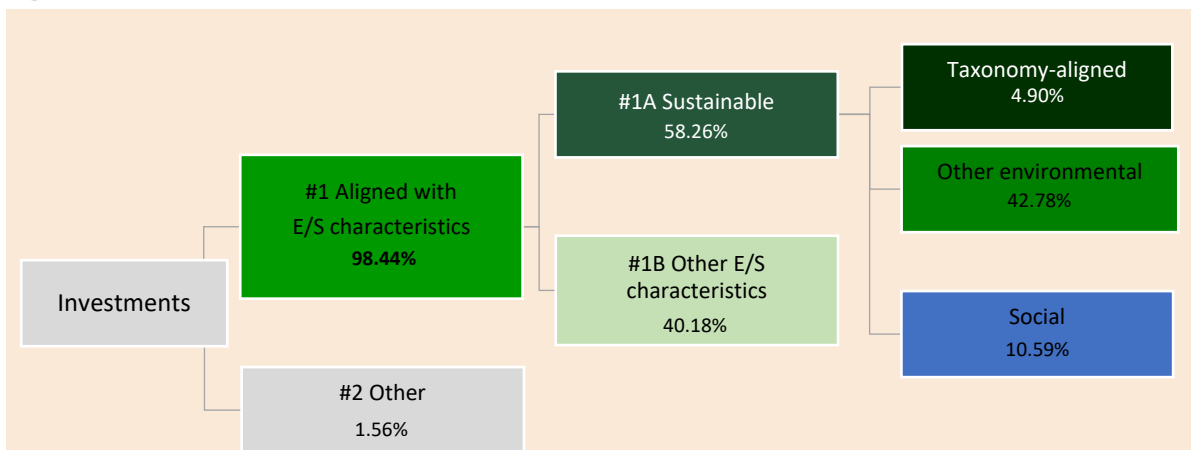 Investments
#1 Aligned with
E/S characteristics
98.44%
#2 Other
1.56%
#1A Sustainable
58.26%
#1B Other E/S
characteristics
40.18%
Taxonomy-aligned
4.90%
Other environmental
42.78%
Social
10.59%